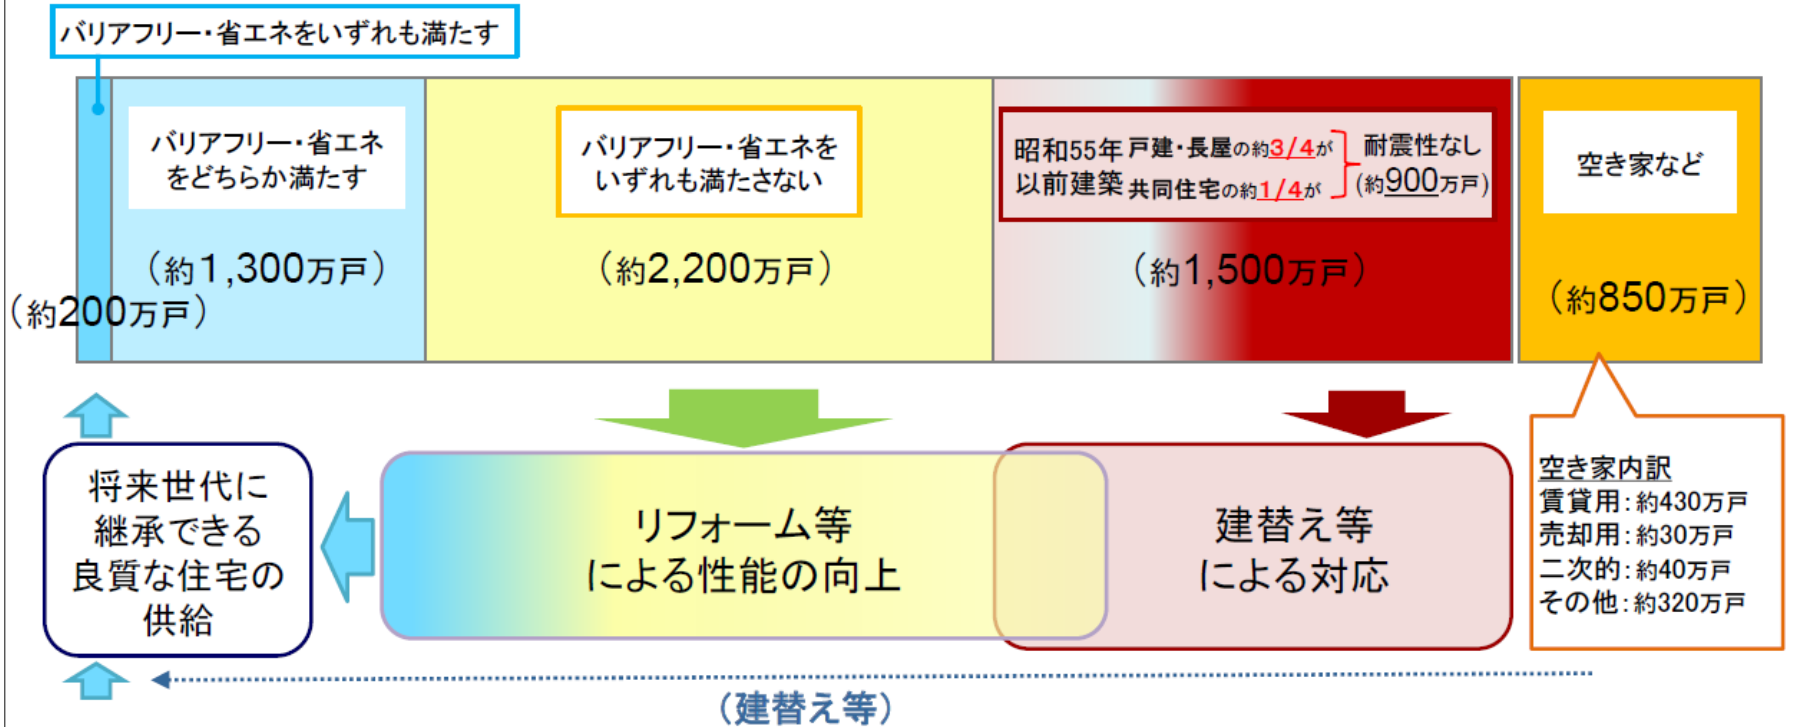 バリアフリー・省エネをいずれも満たす
バリアフリー・省エネ
をどちらか満たす
（約1,300万戸）
（約200万戸）
バリアフリー・省エネを
いずれも満たさない
（約2,200万戸）
昭和55年
以前建築
戸建・長屋の約3/4が
共同住宅の約1/4が
耐震性なし
(約900万戸)
（約1,500万戸）
空き家など
（約850万戸）
将来世代に
継承できる
良質な住宅の
供給
リフォーム等
による性能の向上
建替え等
による対応
空き家内訳
賃貸用：約430万戸
売却用：約30万戸
二次的：約40万戸
その他：約320万戸
（建替え等）